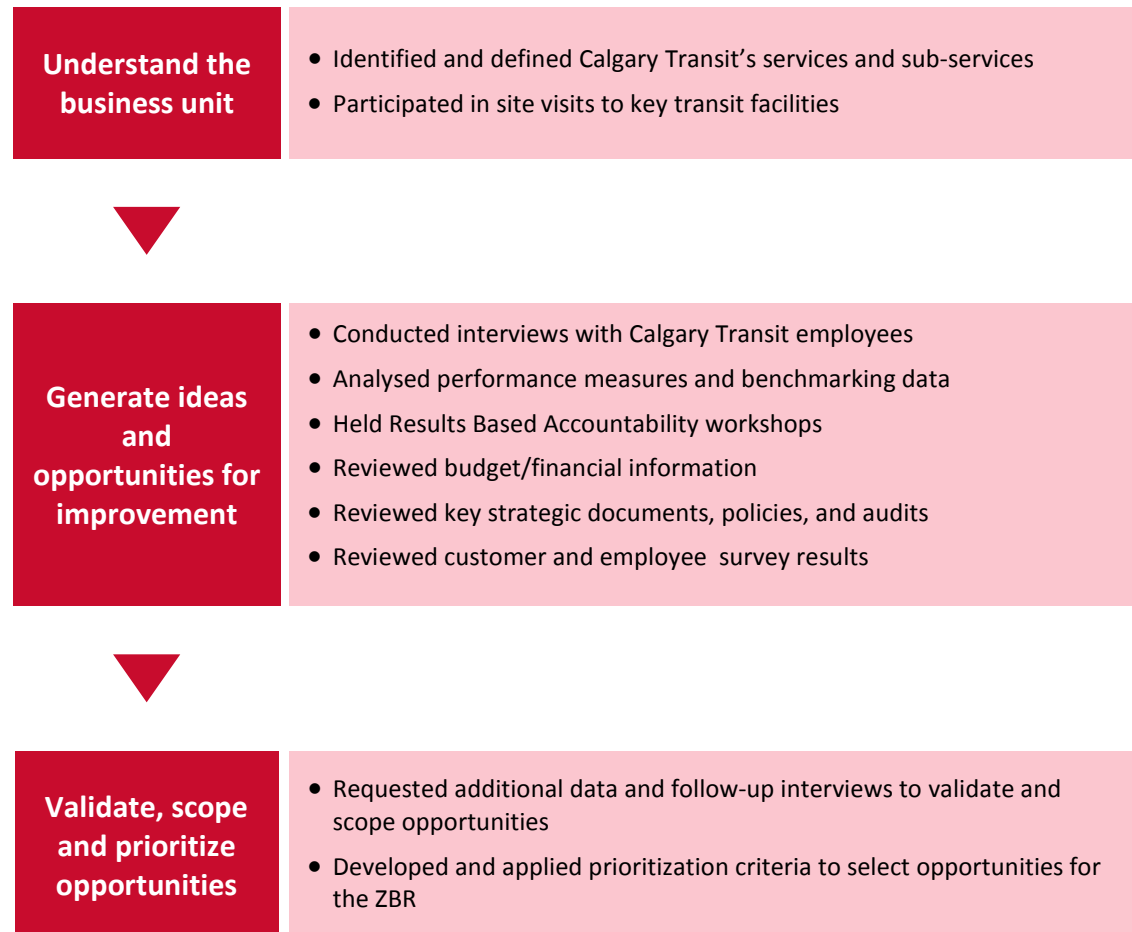 Understand the
business unit
• Identified and defined Calgary Transit’s services and sub-services
• Participated in site visits to key transit facilities
Generate ideas
and
opportunities for
improvement
• Conducted interviews with Calgary Transit employees
• Analysed performance measures and benchmarking data
• Held Results Based Accountability workshops
• Reviewed budget/financial information
• Reviewed key strategic documents, policies, and audits
• Reviewed customer and employee  survey results
Validate, scope
and prioritize
opportunities
• Requested additional data and follow-up interviews to validate and
scope opportunities
• Developed and applied prioritization criteria to select opportunities for
the ZBR